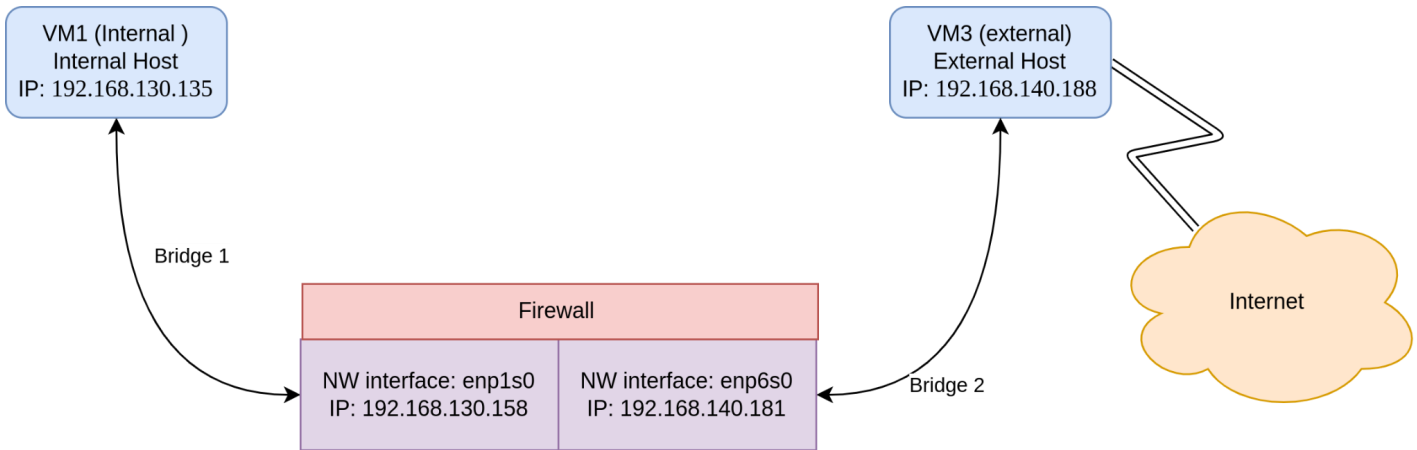 VM1 (Internal )
Internal Host
IP: 192.168.130.135
VM3 (external)
External Host
IP: 192.168.140.188
Bridge 1
Firewall
NW interface: enp1s0
IP: 192.168.130.158
NW interface: enp6s0
IP: 192.168.140.181
Bridge 2
Internet